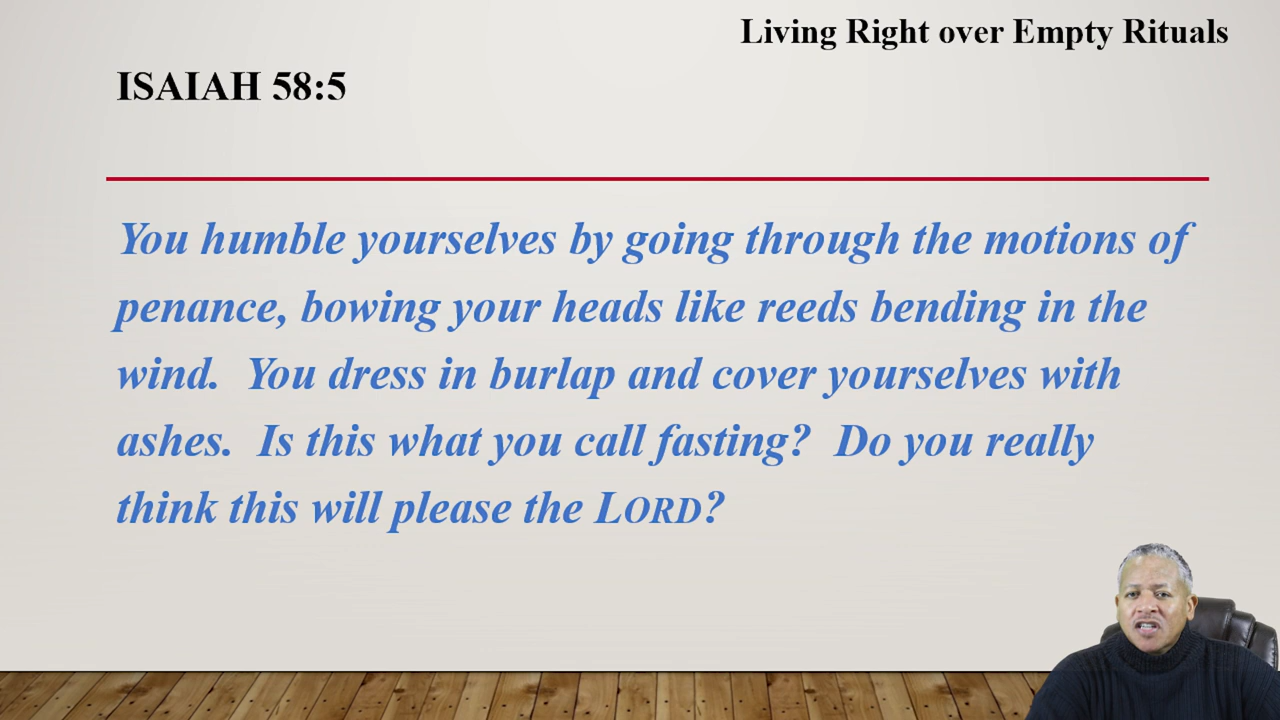 Living Right over Empty Rituals
ISAIAH 58:5
You humble yourselves by going through the motions of
penance, bowing your heads like reeds bending in the
wind.  You dress in burlap and cover yourselves with
ashes.  Is this what you call fasting?  Do you really
think this will please the LORD?